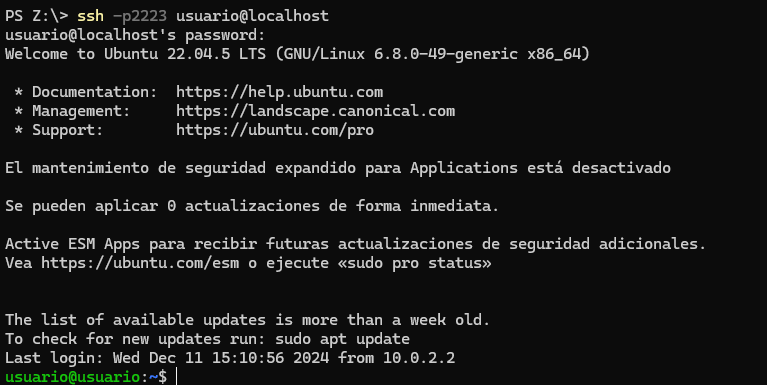 PS Z:\> ssh -p2223 usuario@localhost
usuario@localhost's password:
Welcome to Ubuntu 22.04.5 LTS (GNU/Linux 6.8.0-49-generic x86_64)

 * Documentation:  https://help.ubuntu.com
 * Management:     https://landscape.canonical.com
 * Support:        https://ubuntu.com/pro

El mantenimiento de seguridad expandido para Applications está desactivado

Se pueden aplicar 0 actualizaciones de forma inmediata.

Active ESM Apps para recibir futuras actualizaciones de seguridad adicionales.
Vea https://ubuntu.com/esm o ejecute «sudo pro status»


The list of available updates is more than a week old.
To check for new updates run: sudo apt update
Last login: Wed Dec 11 15:10:56 2024 from 10.0.2.2
usuario@usuario:~$